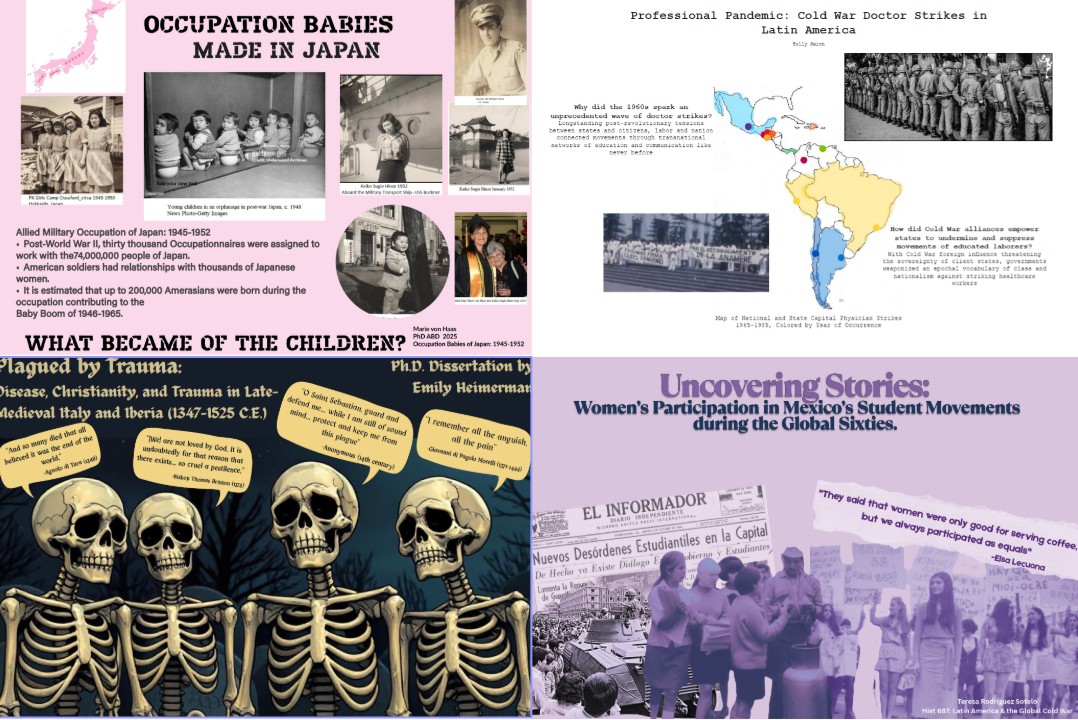 OCCUPATION BABIES
MADE IN JAPAN
PX Girls Camp Crawford, circa 1949-1950
Hokkaido, Japan
Young children in an orphanage in post-war Japan, c. 1948
News Photo-Getty Images
Keiko Sugie Hinon 1952
Aboard the Military Transport Ship- USS Buckner
Keiko Sugie Hinon January 1952
Allied Military Occupation of Japan: 1945-1952
• Post-World War II, thirty thousand Occupationnaires were assigned to
work with the74,000,000 people of Japan.
• American soldiers had relationships with thousands of Japanese
women.
• It is estimated that up to 200,000 Amerasians were born during the
occupation contributing to the
Baby Boom of 1946-1965.
WHAT BECAME OF THE CHILDREN?
Marie von Haas
PhD ABD 2025
Occupation Babies of Japan: 1945-1952
Professional Pandemic: Cold War Doctor Strikes in
Latin America
Why did the 1960s spark an
unprecedented wave of doctor strikes?
Longstanding post-revolutionary tensions
between states and citizens, labor and nation
connected movements through transnational
networks of education and communication like
never before
How did Cold War alliances empower
states to undermine and suppress
movements of educated laborers?
With Cold War foreign influence threatening
the sovereignty of client states, governments
weaponized an epochal vocabulary of class and
nationalism against striking healthcare
workers
Map of National and State Capital Physician Strikes
Colored by Year of Occurrence
Plagued by Trauma:
Disease, Christianity, and Trauma in Late-
Medieval Italy and Iberia (1347-1525 C.E.)
Ph.D. Dissertation by
Emily Heimerman
"And so many died that all
believed it was the end of the
world."
-Agnolo di Tura (1348)
"[We] are not loved by God. It is
undoubtedly for that reason that
there exists... so cruel a pestilence."
-Bishop Thomas Brinton (1375)
"O Saint Sebastian, guard and
defend me... while I am still of sound
mind... protect and keep me from
this plague"
-Anonymous (14th century)
"I remember all the anguish,
all the pain"
-Giovanni di Pagolo Morelli (1371-1444)
Uncovering Stories:
Women's Participation in Mexico's Student Movements
during the Global Sixties.
EL INFORMADOR
DIARIO INDEPENDIENTE
Nuevos Desórdenes Estudiantiles en la Capital
De Hecho ya Existe Diálogo
Gobierno y Estudiantes
"They said that women were only good for serving coffee,
but we always participated as equals"
-Elsa Lecuona
Teresa Rodriguez Sotelo
Hist 687: Latin America & the Global Cold War